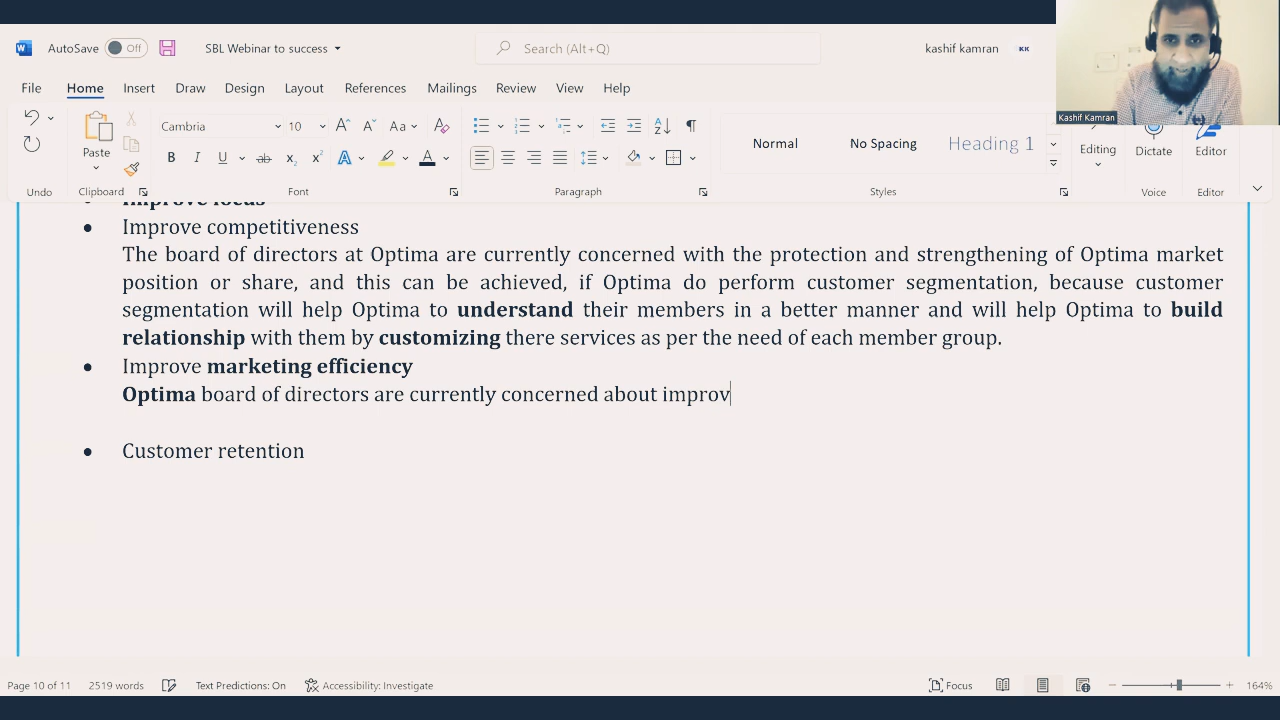 AutoSave Off SBL Webinar to success Search (Alt+Q) kashif kamran KK
File Home Insert Draw Design Layout References Mailings Review View Help
Kashif Kamran
Paste Cambria 10 Aa Normal No Spacing Heading 1 Editing Dictate Editor
Undo Clipboard Font Paragraph Styles Voice Editor
Improve focus
Improve competitiveness
The board of directors at Optima are currently concerned with the protection and strengthening of Optima market
position or share, and this can be achieved, if Optima do perform customer segmentation, because customer
segmentation will help Optima to understand their members in a better manner and will help Optima to build
relationship with them by customizing there services as per the need of each member group.
Improve marketing efficiency
Optima board of directors are currently concerned about improv
Customer retention
Page 10 of 11 2519 words Text Predictions: On Accessibility: Investigate Focus 164%